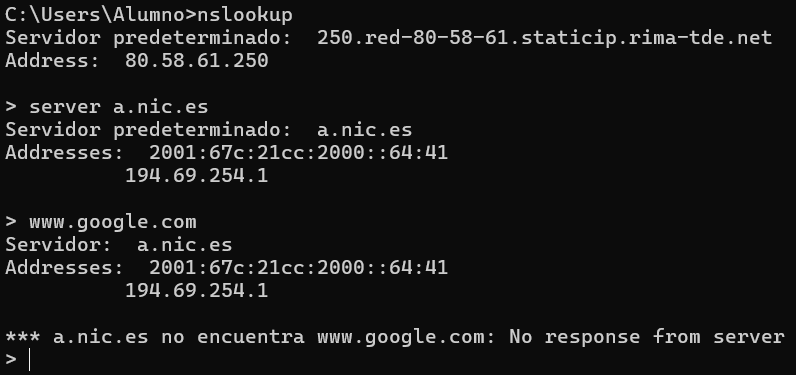 C:\Users\Alumno>nslookup
Servidor predeterminado:  250.red-80-58-61.staticip.rima-tde.net
Address:  80.58.61.250
> server a.nic.es
Servidor predeterminado:  a.nic.es
Addresses:  2001:67c:21cc:2000::64:41
194.69.254.1
> www.google.com
Servidor:  a.nic.es
Addresses:  2001:67c:21cc:2000::64:41
194.69.254.1
*** a.nic.es no encuentra www.google.com: No response from server
>